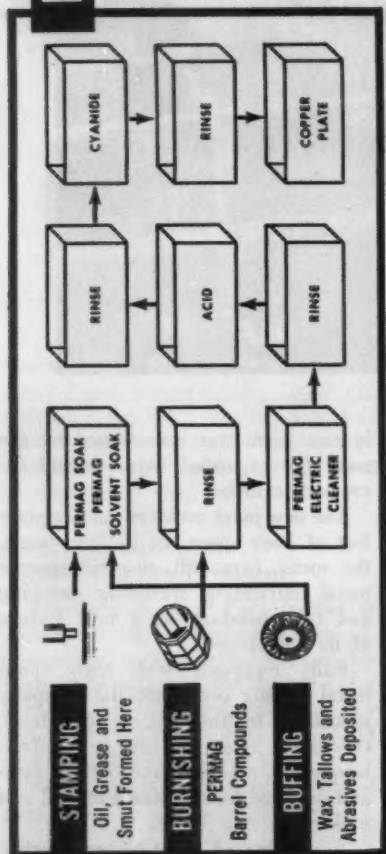 STAMPING
Oil, Grease and
Smut Formed Here
BURNISHING
PERMAG
Barrel Compounds
BUFFING
Wax, Tallows and
Abrasives Deposited
PERMAG SOAK
PERMAG
SOLVENT SOAK
RINSE
PERMAG
ELECTRIC
CLEANER
RINSE
ACID
RINSE
CYANIDE
RINSE
COPPER
PLATE